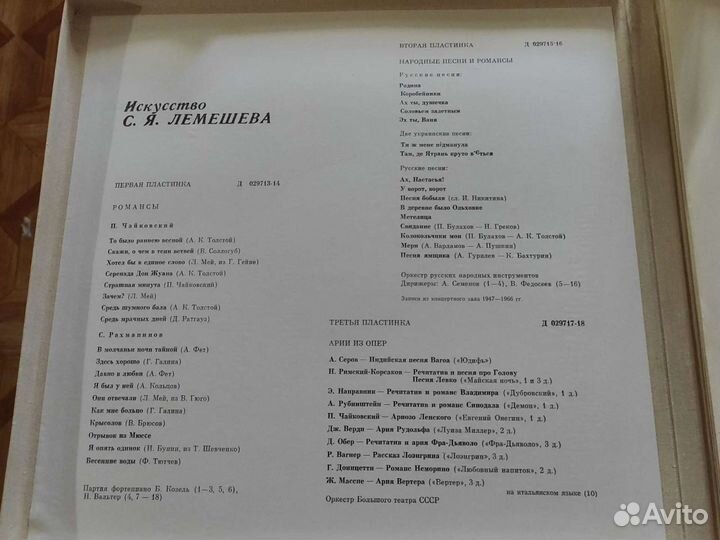 Искусство
С. Я. ЛЕМЕШЕВА
ПЕРВАЯ ПЛАСТИНКА Д 029713-14
РОМАНСЫ
П. Чайковский
То было раннею весной (А. К. Толстой)
Скажи, о чем в тени ветвей (В. Соллогуб)
Хотел бы в единое слово (Л. Мей, из Г. Гейне)
Серенада Дон Жуана (А. К. Толстой)
Страшная минута (П. Чайковский)
Зачем? (Л. Мей)
Средь шумного бала (А. К. Толстой)
Средь мрачных дней (Д. Ратгауз)
С. Рахманинов
В молчаньи ночи тайной (А. Фет)
Здесь хорошо (Г. Галина)
Давно в любви (А. Фет)
Я был у ней (А. Кольцов)
Они отвечали (Л. Мей, из В. Гюго)
Как мне больно (Г. Галина)
Крысолов (В. Брюсов)
Отрывок из Мюссе
Я опять одинок (И. Бунин, из Т. Шевченко)
Весенние воды (Ф. Тютчев)
Партия фортепиано Б. Козель (1—3, 5, 6),
Н. Вальтер (4, 7 — 18)
ВТОРАЯ ПЛАСТИНКА Д 029715-16
НАРОДНЫЕ ПЕСНИ И РОМАНСЫ
Русские песни:
Родина
Коробейники
Ах ты, душечка
Соловьем залетным
Эх ты, Ваня
Две украинские песни:
Ти ж мене підманула
Там, де Ятрань круто в'ється
Русские песни:
Ах, Настасья!
У ворот, ворот
Песня бобыля (сл. И. Никитина)
В деревне было Ольховке
Метелица
Свидание (П. Булахов — Н. Греков)
Колокольчики мои (П. Булахов — А. К. Толстой)
Мери (А. Варламов — А. Пушкин)
Песня ямщика (А. Гурилев — К. Бахтурин)
Оркестр русских народных инструментов
Дирижеры: А. Семенов (1—4), В. Федосеев (5—16)
Записи из концертного зала 1947—1966 гг.
ТРЕТЬЯ ПЛАСТИНКА Д 029717-18
АРИИ ИЗ ОПЕР
А. Серов — Индийская песня Вагоа («Юдифь»)
Н. Римский-Корсаков — Речитатив и песня про Голову
Песня Левко («Майская ночь», 1 и 3 д.)
Э. Направник — Речитатив и романс Владимира («Дубровский», 1 д.)
А. Рубинштейн — Речитатив и романс Синодала («Демон», 1 д.)
П. Чайковский — Ариозо Ленского («Евгений Онегин», 1 д.)
Дж. Верди — Ария Рудольфа («Луиза Миллер», 2 д.)
Д. Обер — Речитатив и ария Фра-Дьяволо («Фра-Дьяволо», 3 д.)
Р. Вагнер — Рассказ Лоэнгрина («Лоэнгрин», 3 д.)
Г. Доницетти — Романс Неморино («Любовный напиток», 2 д.)
Ж. Массне — Ария Вертера («Вертер», 3 д.)
на итальянском языке (10)
Оркестр Большого театра СССР
Avito